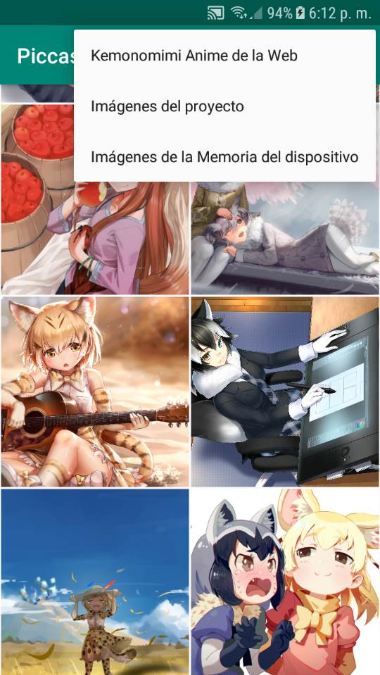 94% 6:12 p. m.
Piccas
Kemonomimi Anime de la Web
Imágenes del proyecto
Imágenes de la Memoria del dispositivo